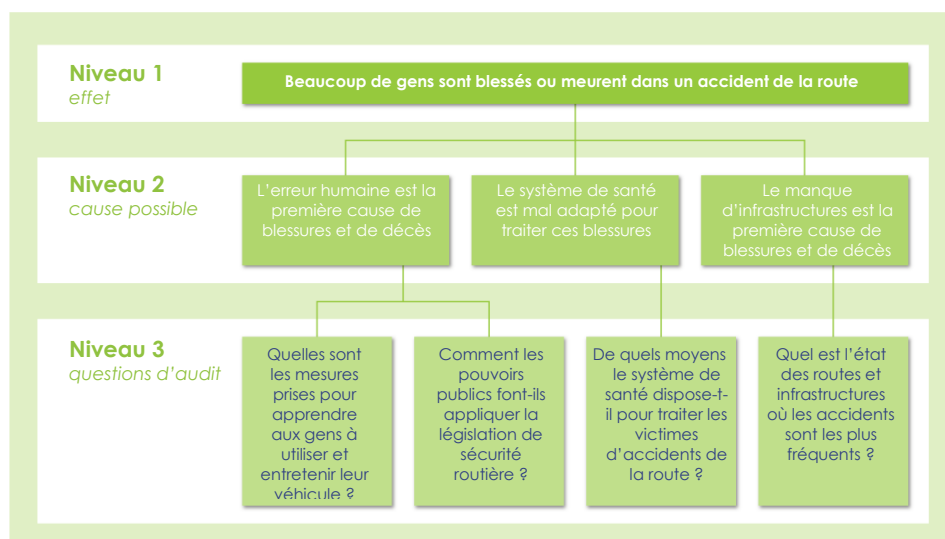 Niveau 1
effet
Beaucoup de gens sont blessés ou meurent dans un accident de la route
Niveau 2
cause possible
L'erreur humaine est la
première cause de
blessures et de décès
Le système de santé
est mal adapté pour
traiter ces blessures
Le manque
d'infrastructures est la
première cause de
blessures et de décès
Niveau 3
questions d'audit
Quelles sont
les mesures
prises pour
apprendre
aux gens à
utiliser et
entretenir leur
véhicule ?
Comment les
pouvoirs
publics font-ils
appliquer la
législation de
sécurité
routière ?
De quels moyens
le système de
santé dispose-t-
il pour traiter les
victimes
d'accidents de
la route ?
Quel est l'état
des routes et
infrastructures
où les accidents
sont les plus
fréquents ?